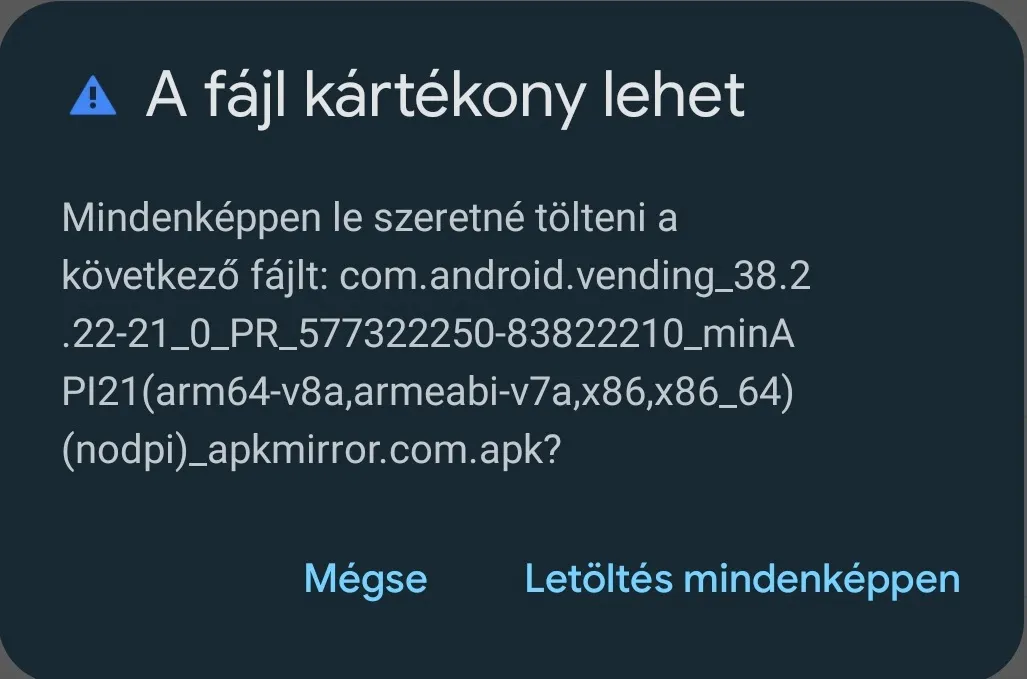 A fájl kártékony lehet
Mindenképpen le szeretné tölteni a
következő fájlt: com.android.vending_38.2
.22-21_0_PR_577322250-83822210_minA
PI21(arm64-v8a,armeabi-v7a,x86,x86_64)
(nodpi)_apkmirror.com.apk?
Mégse Letöltés mindenképpen